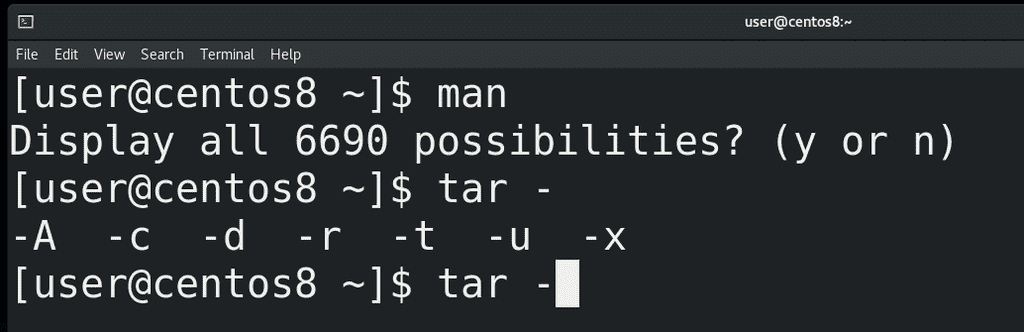 user@centos8:~
File Edit View Search Terminal Help
[user@centos8 ~]$ man
Display all 6690 possibilities? (y or n)
[user@centos8 ~]$ tar -
-A  -c  -d  -r  -t  -u  -x
[user@centos8 ~]$ tar -